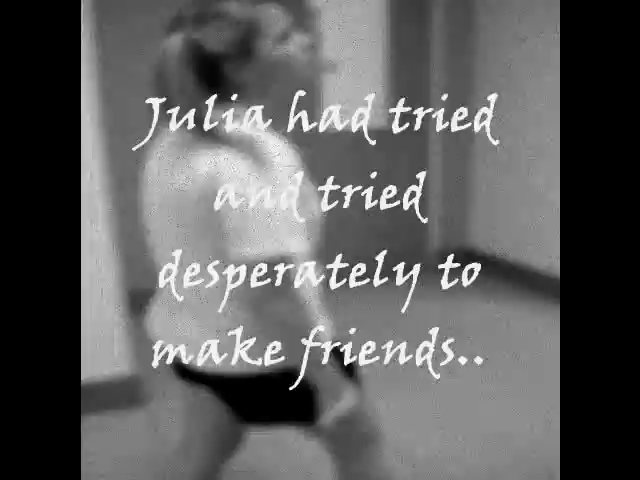 Julia had tried
and tried
desperately to
make friends..